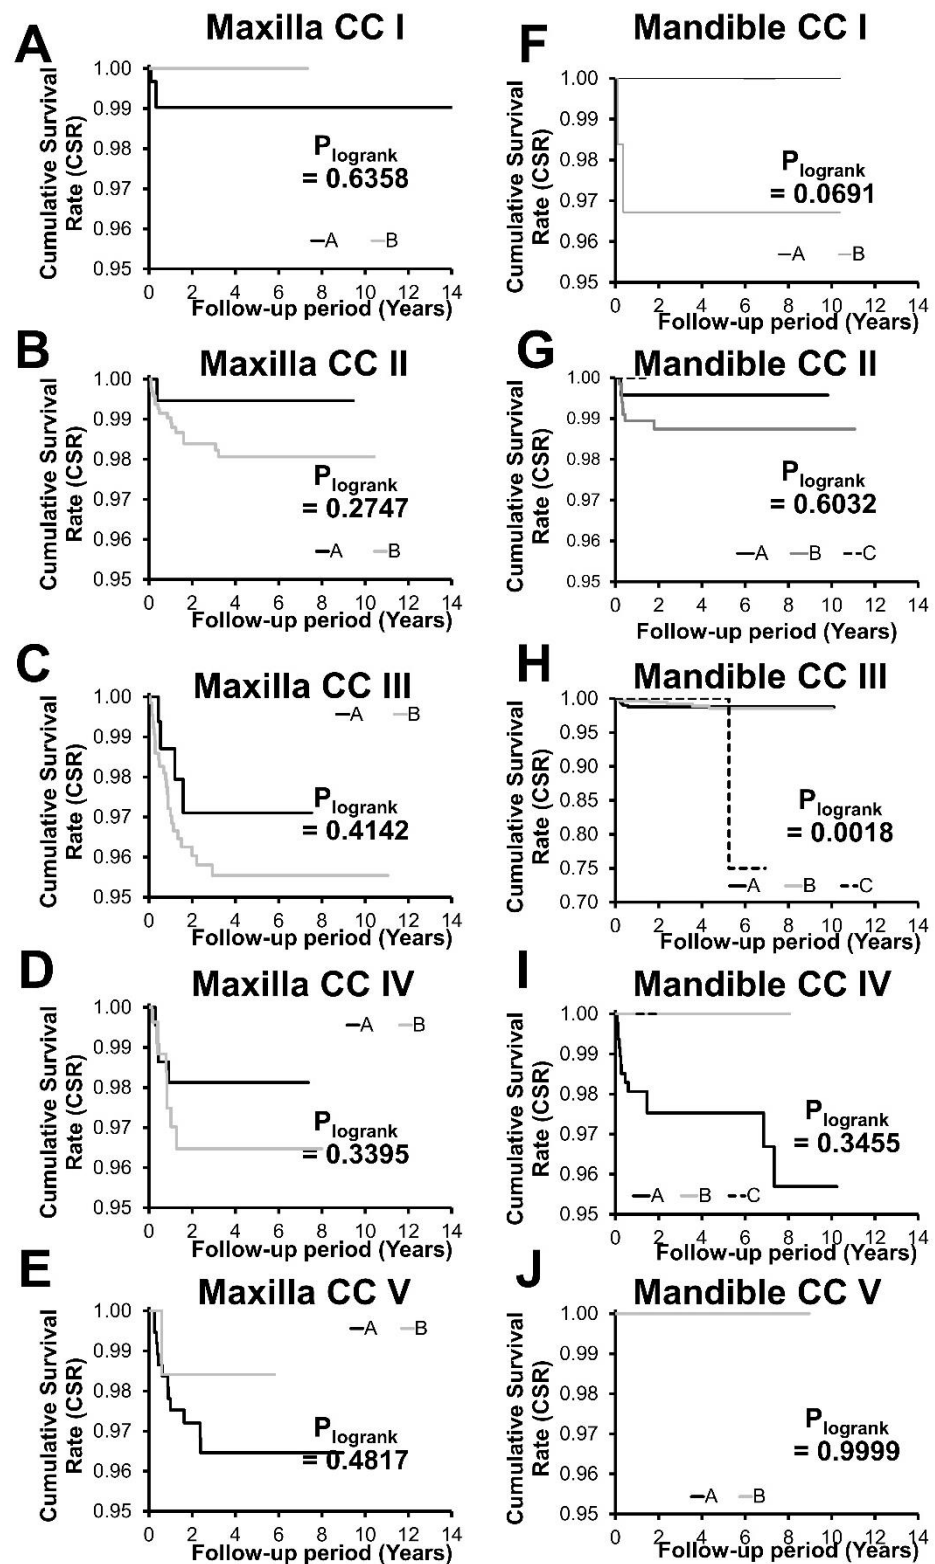 A
Maxilla CC I
Cumulative Survival
Rate (CSR)
1.00
0.99
0.98
0.97
0.96
0.95
Plogrank
= 0.6358
A B
0 2 4 6 8 10 12 14
Follow-up period (Years)
F
Mandible CC I
Cumulative Survival
Rate (CSR)
1.00
0.99
0.98
0.97
0.96
0.95
Plogrank
= 0.0691
A B
0 2 4 6 8 10 12 14
Follow-up period (Years)
B
Maxilla CC II
Cumulative Survival
Rate (CSR)
1.00
0.99
0.98
0.97
0.96
0.95
Plogrank
= 0.2747
A B
0 2 4 6 8 10 12 14
Follow-up period (Years)
G
Mandible CC II
Cumulative Survival
Rate (CSR)
1.00
0.99
0.98
0.97
0.96
0.95
Plogrank
= 0.6032
A B C
0 2 4 6 8 10 12 14
Follow-up period (Years)
C
Maxilla CC III
A B
Cumulative Survival
Rate (CSR)
1.00
0.99
0.98
0.97
0.96
0.95
Plogrank
= 0.4142
0 2 4 6 8 10 12 14
Follow-up period (Years)
H
Mandible CC III
Cumulative Survival
Rate (CSR)
1.00
0.95
0.90
0.85
0.80
0.75
0.70
Plogrank
= 0.0018
A B C
0 2 4 6 8 10 12 14
Follow-up period (Years)
D
Maxilla CC IV
A B
Cumulative Survival
Rate (CSR)
1.00
0.99
0.98
0.97
0.96
0.95
Plogrank
= 0.3395
0 2 4 6 8 10 12 14
Follow-up period (Years)
I
Mandible CC IV
Cumulative Survival
Rate (CSR)
1.00
0.99
0.98
0.97
0.96
0.95
Plogrank
= 0.3455
A B C
0 2 4 6 8 10 12 14
Follow-up period (Years)
E
Maxilla CC V
A B
Cumulative Survival
Rate (CSR)
1.00
0.99
0.98
0.97
0.96
0.95
Plogrank
= 0.4817
0 2 4 6 8 10 12 14
Follow-up period (Years)
J
Mandible CC V
Cumulative Survival
Rate (CSR)
1.00
0.99
0.98
0.97
0.96
0.95
Plogrank
= 0.9999
A B
0 2 4 6 8 10 12 14
Follow-up period (Years)